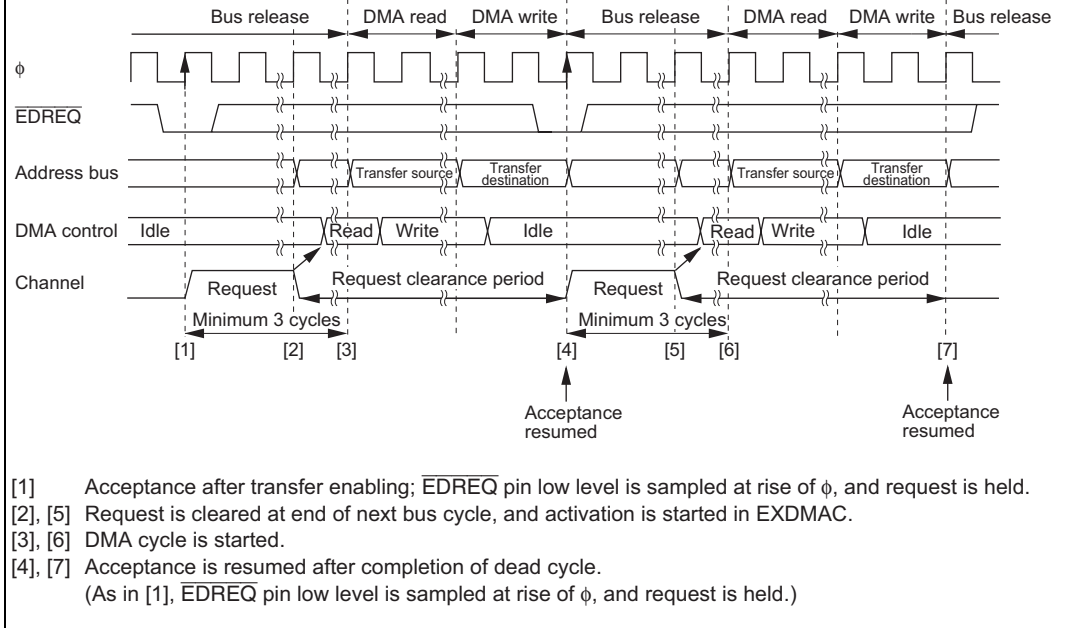 Bus release DMA read DMA write Bus release DMA read DMA write Bus release
ϕ
EDREQ
Address bus Transfer source Transfer destination Transfer source Transfer destination
DMA control Idle Read Write Idle Read Write Idle
Channel Request Request clearance period Request Request clearance period
Minimum 3 cycles Minimum 3 cycles
[1] [2] [3] [4] [5] [6] [7]
Acceptance resumed Acceptance resumed
[1] Acceptance after transfer enabling; EDREQ pin low level is sampled at rise of ϕ, and request is held.
[2], [5] Request is cleared at end of next bus cycle, and activation is started in EXDMAC.
[3], [6] DMA cycle is started.
[4], [7] Acceptance is resumed after completion of dead cycle.
(As in [1], EDREQ pin low level is sampled at rise of ϕ, and request is held.)